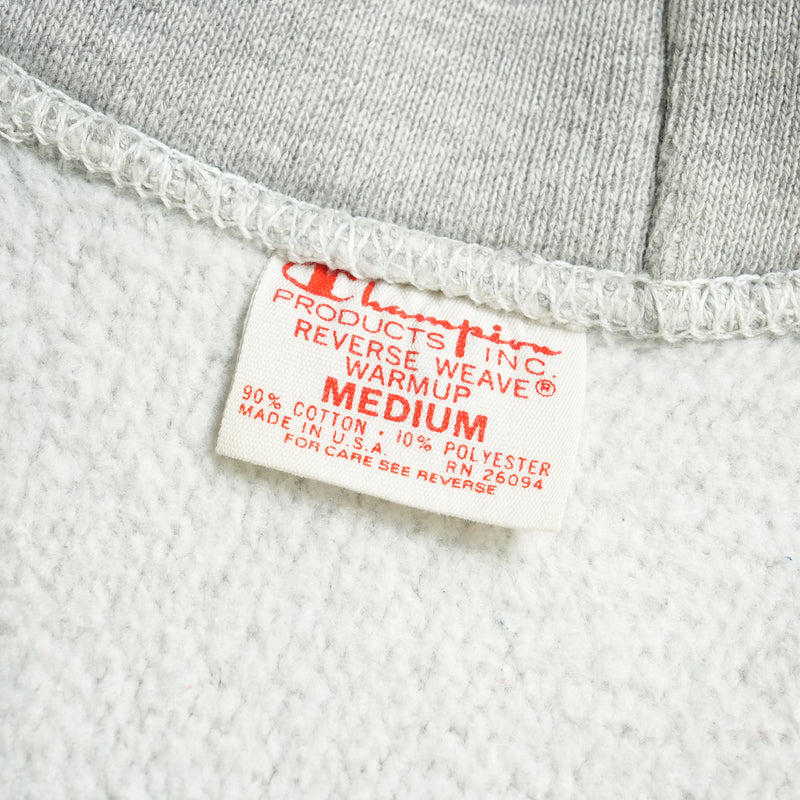 Champion
PRODUCTS INC.
REVERSE WEAVE®
WARMUP
MEDIUM
90% COTTON • 10% POLYESTER
MADE IN U.S.A. RN 26094
FOR CARE SEE REVERSE